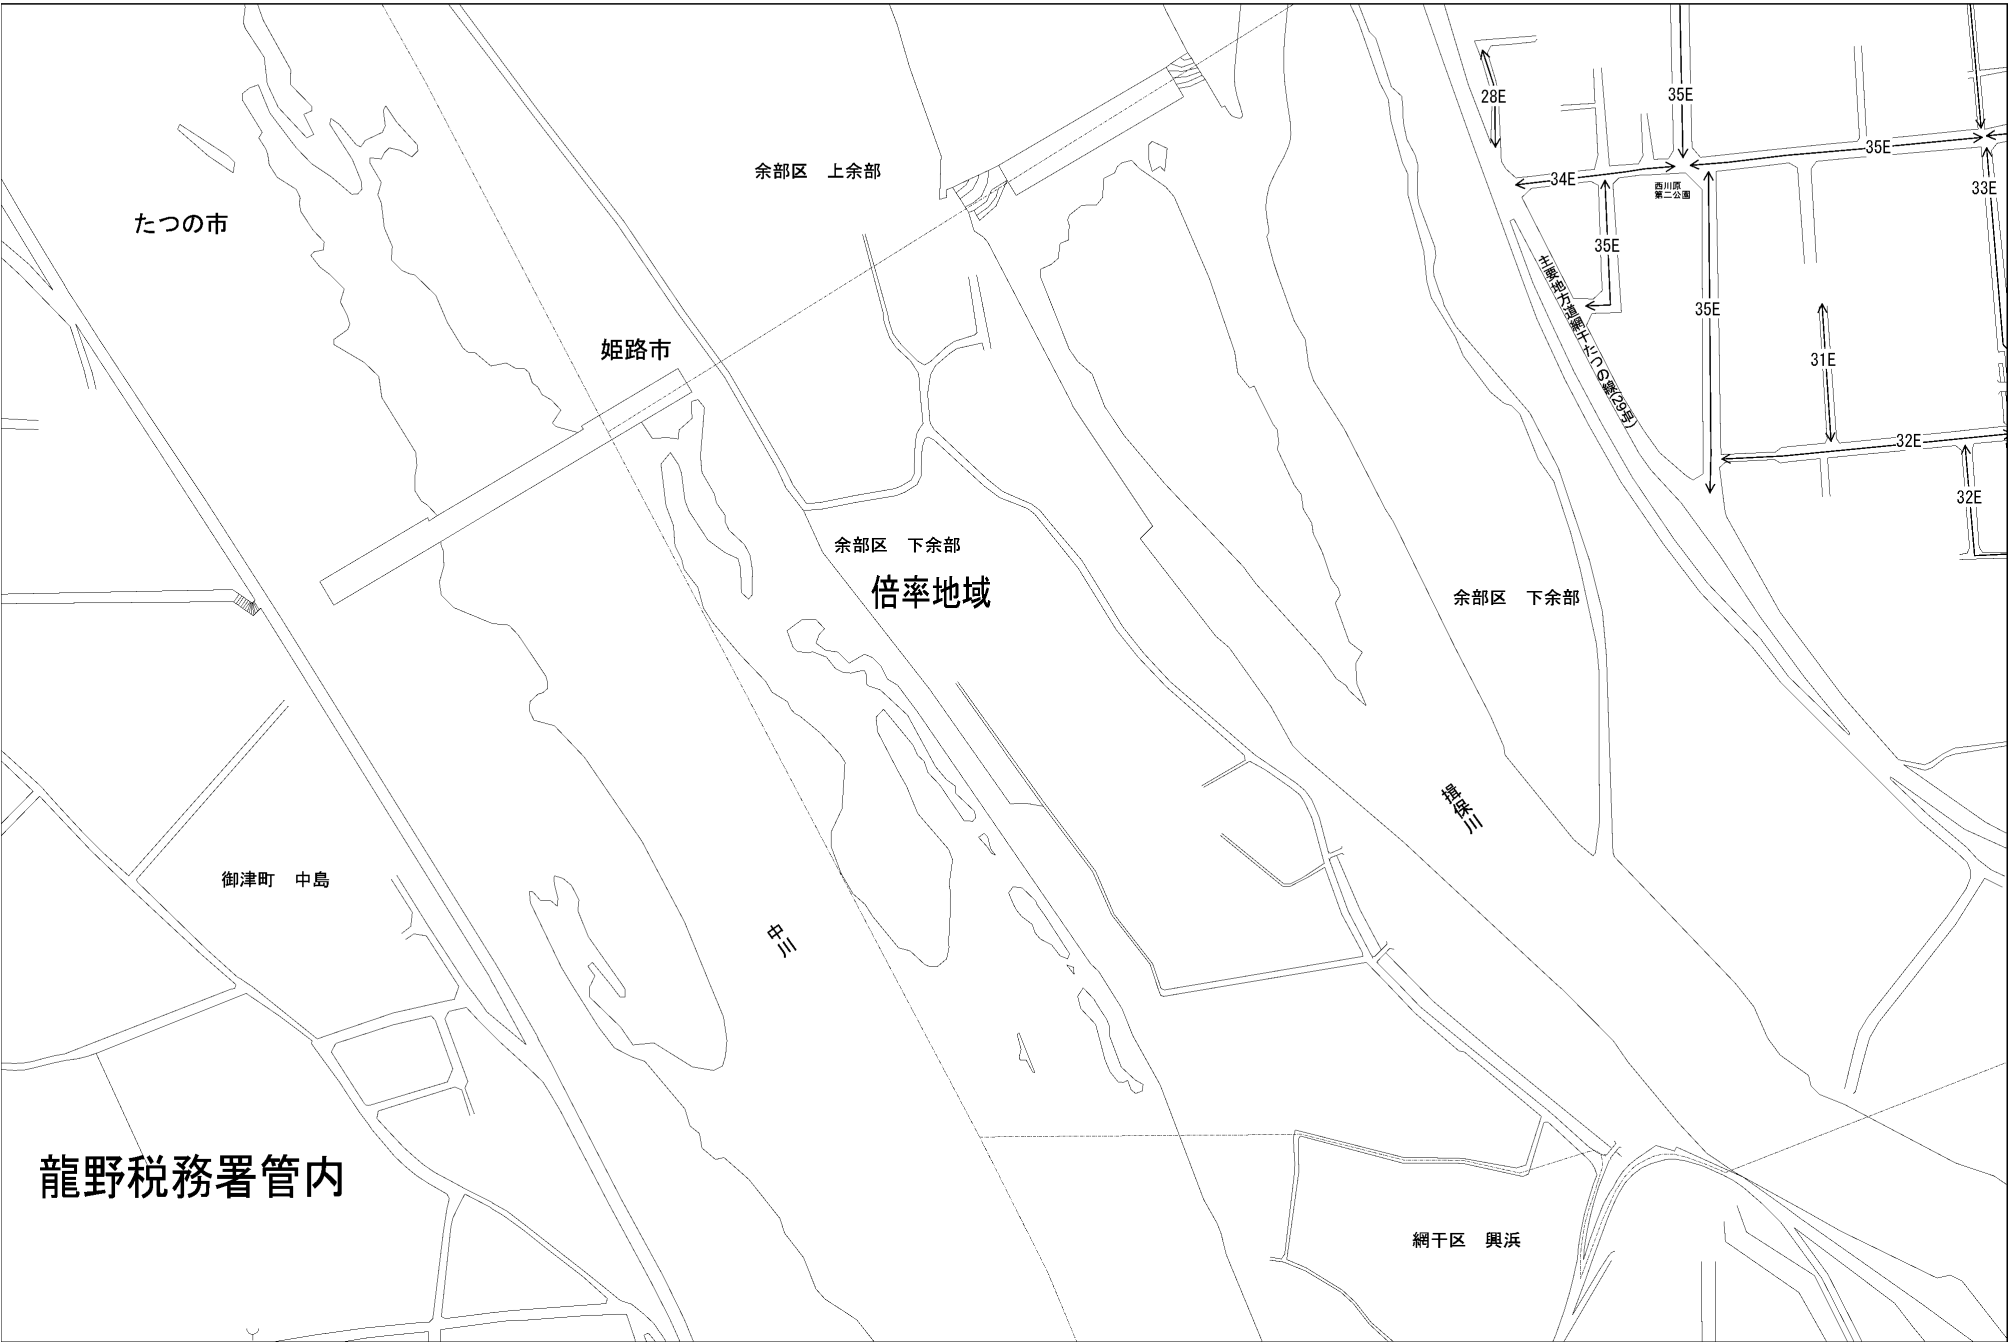 28E
35E
35E
余部区　上余部
34E
西川原
第二公園
33E
たつの市
35E
主要地方道網干たつの線(29号)
35E
姫路市
31E
32E
32E
余部区　下余部
倍率地域
余部区　下余部
揖保川
御津町　中島
中川
龍野税務署管内
網干区　興浜